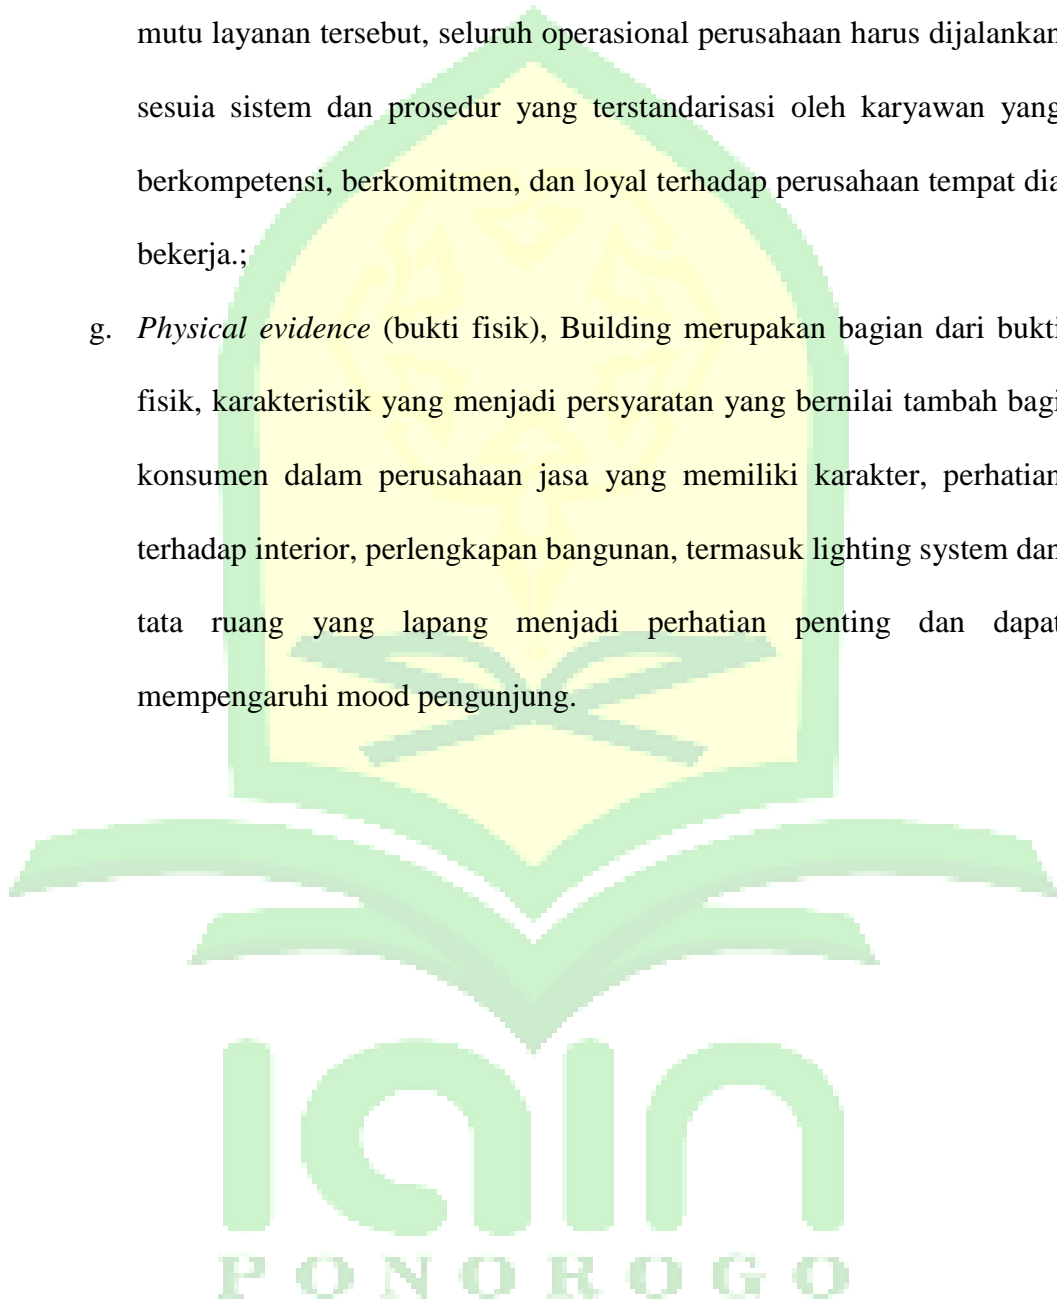 mutu layanan tersebut, seluruh operasional perusahaan harus dijalankan
sesuia sistem dan prosedur yang terstandarisasi oleh karyawan yang
berkompetensi, berkomitmen, dan loyal terhadap perusahaan tempat dia
bekerja.;
g. Physical evidence (bukti fisik), Building merupakan bagian dari bukti
fisik, karakteristik yang menjadi persyaratan yang bernilai tambah bagi
konsumen dalam perusahaan jasa yang memiliki karakter, perhatian
terhadap interior, perlengkapan bangunan, termasuk lighting system dan
tata ruang yang lapang menjadi perhatian penting dan dapat
mempengaruhi mood pengunjung.
iain
PONOROGO